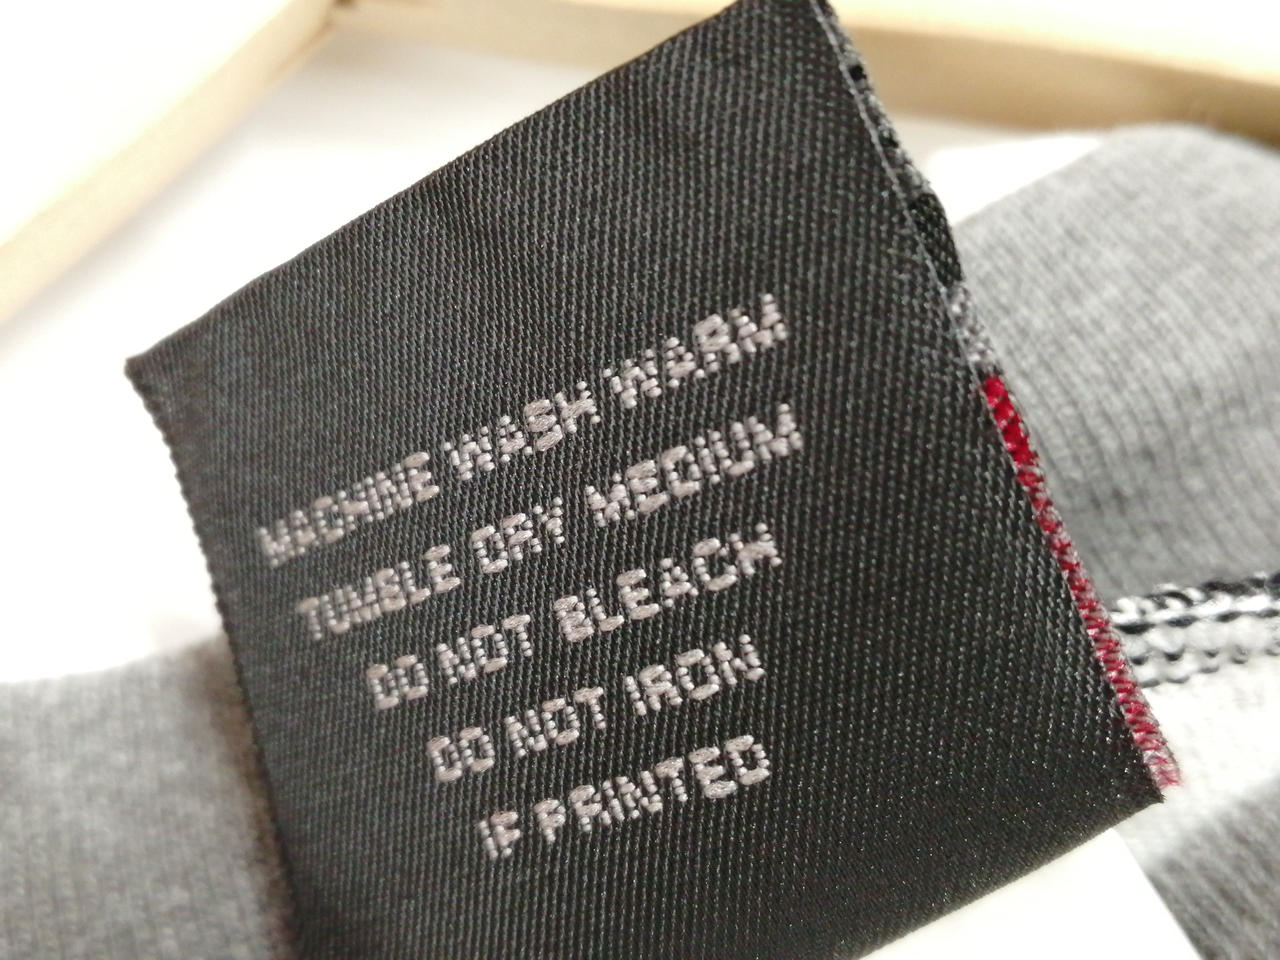 MACHINE WASH WARM
TUMBLE DRY MEDIUM
DO NOT BLEACH
DO NOT IRON
IF PRINTED